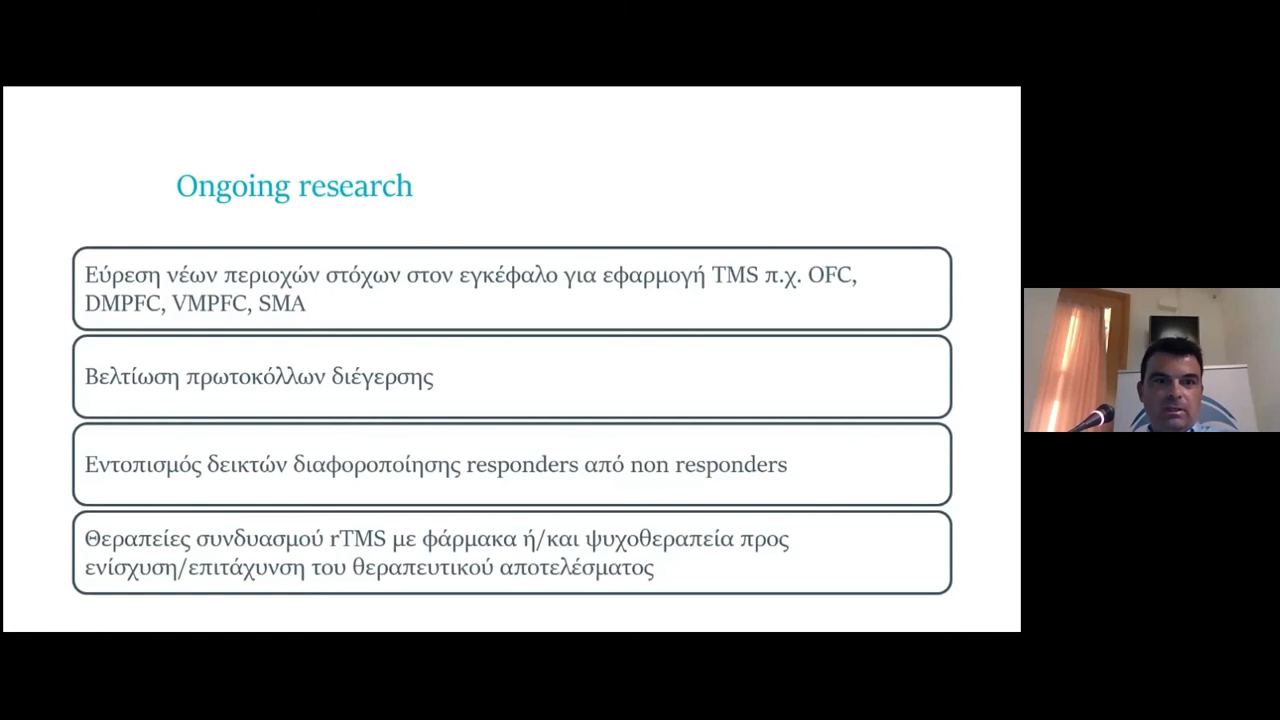 Ongoing research
Εύρεση νέων περιοχών στόχων στον εγκέφαλο για εφαρμογή TMS π.χ. OFC,
DMPFC, VMPFC, SMA
Βελτίωση πρωτοκόλλων διέγερσης
Εντοπισμός δεικτών διαφοροποίησης responders από non responders
Θεραπείες συνδυασμού rTMS με φάρμακα ή/και ψυχοθεραπεία προς
ενίσχυση/επιτάχυνση του θεραπευτικού αποτελέσματος